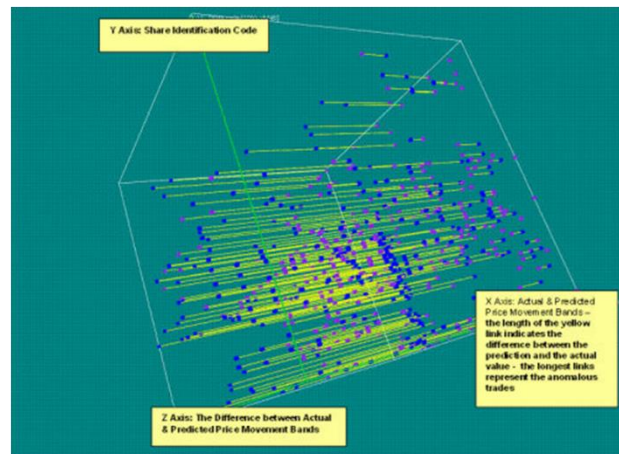 Y Axis: Share Identification Code
X Axis: Actual & Predicted
Price Movement Bands –
the length of the yellow
link indicates the
difference between the
prediction and the actual
value - the longest links
represent the anomalous
trades
Z Axis: The Difference between Actual
& Predicted Price Movement Bands